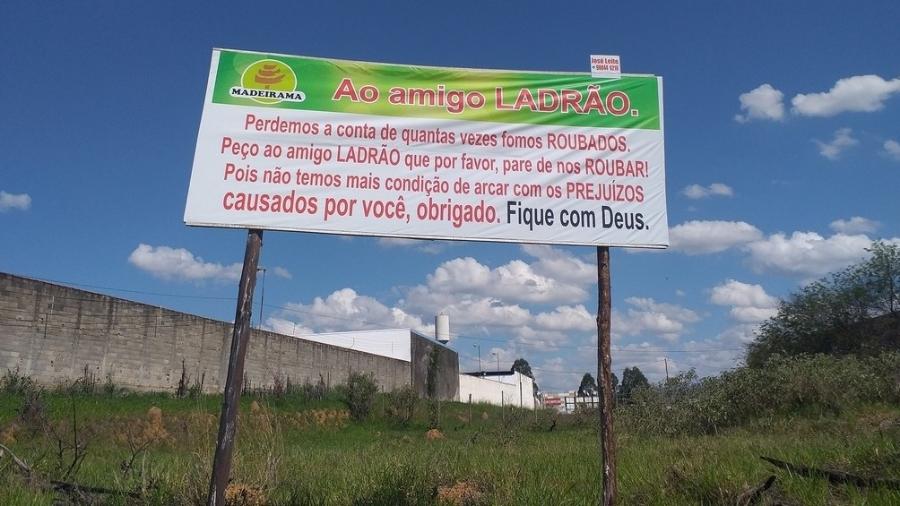 José Leite
MADEIRAMA
Ao amigo LADRÃO.
Perdemos a conta de quantas vezes fomos ROUBADOS.
Peço ao amigo LADRÃO que por favor, pare de nos ROUBAR!
Pois não temos mais condição de arcar com os PREJUÍZOS
causados por você, obrigado. Fique com Deus.